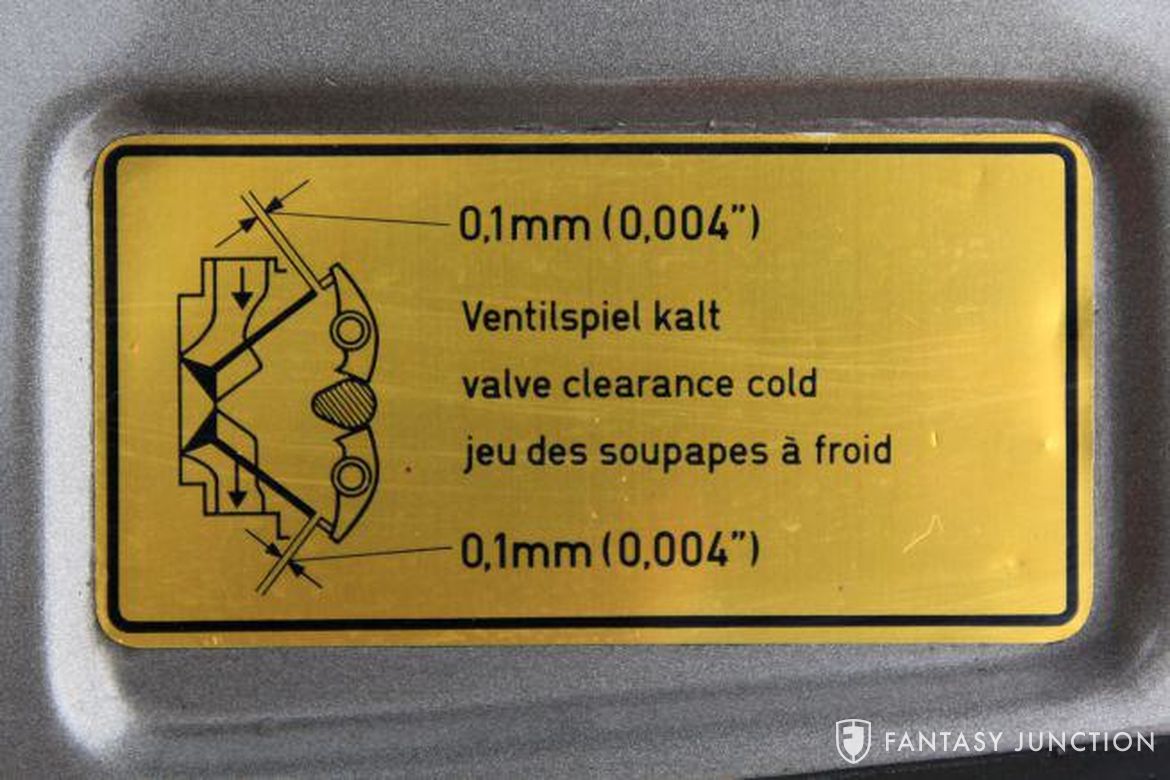 0,1mm (0,004”)
Ventilspiel kalt
valve clearance cold
jeu des soupapes à froid
0,1mm (0,004”)
FANTASY JUNCTION